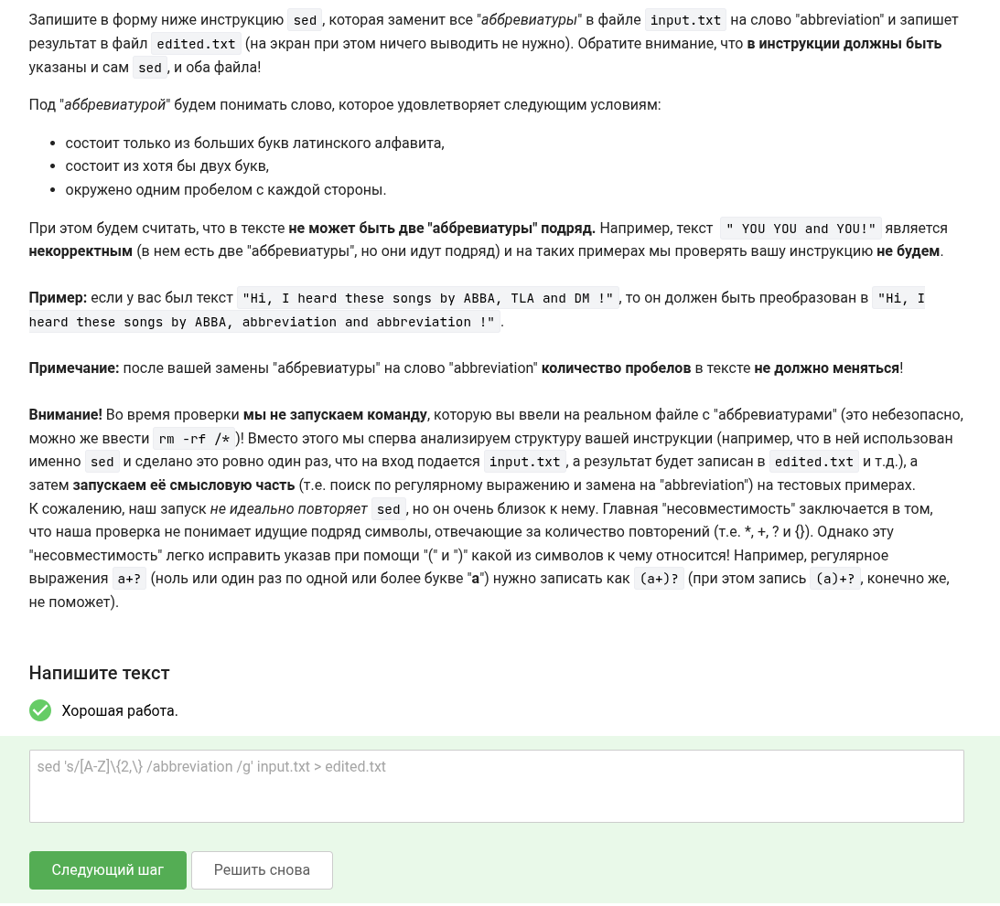 Запишите в форму ниже инструкцию sed, которая заменит все "аббревиатуры" в файле input.txt на слово "abbreviation" и запишет
результат в файл edited.txt (на экран при этом ничего выводить не нужно). Обратите внимание, что в инструкции должны быть
указаны и сам sed, и оба файла!
Под "аббревиатурой" будем понимать слово, которое удовлетворяет следующим условиям:
• состоит только из больших букв латинского алфавита,
• состоит из хотя бы двух букв,
• окружено одним пробелом с каждой стороны.
При этом будем считать, что в тексте не может быть две "аббревиатуры" подряд. Например, текст " YOU YOU and YOU!" является
некорректным (в нем есть две "аббревиатуры", но они идут подряд) и на таких примерах мы проверять вашу инструкцию не будем.
Пример: если у вас был текст "Hi, I heard these songs by ABBA, TLA and DM !", то он должен быть преобразован в "Hi, I
heard these songs by ABBA, abbreviation and abbreviation !".
Примечание: после вашей замены "аббревиатуры" на слово "abbreviation" количество пробелов в тексте не должно меняться!
Внимание! Во время проверки мы не запускаем команду, которую вы ввели на реальном файле с "аббревиатурами" (это небезопасно,
можно же ввести rm -rf /*)! Вместо этого мы сперва анализируем структуру вашей инструкции (например, что в ней использован
именно sed и сделано это ровно один раз, что на вход подается input.txt, а результат будет записан в edited.txt и т.д.), а
затем запускаем её смысловую часть (т.е. поиск по регулярному выражению и замена на "abbreviation") на тестовых примерах.
К сожалению, наш запуск не идеально повторяет sed, но он очень близок к нему. Главная "несовместимость" заключается в том,
что наша проверка не понимает идущие подряд символы, отвечающие за количество повторений (т.е. *, +, ? и {}). Однако эту
"несовместимость" легко исправить указав при помощи "(" и ")" какой из символов к чему относится! Например, регулярное
выражения a+? (ноль или один раз по одной или более букве "a") нужно записать как (a+)? (при этом запись (a)+?, конечно же,
не поможет).
Напишите текст
Хорошая работа.
sed 's/[A-Z]\{2,\} /abbreviation /g' input.txt > edited.txt
Следующий шаг Решить снова